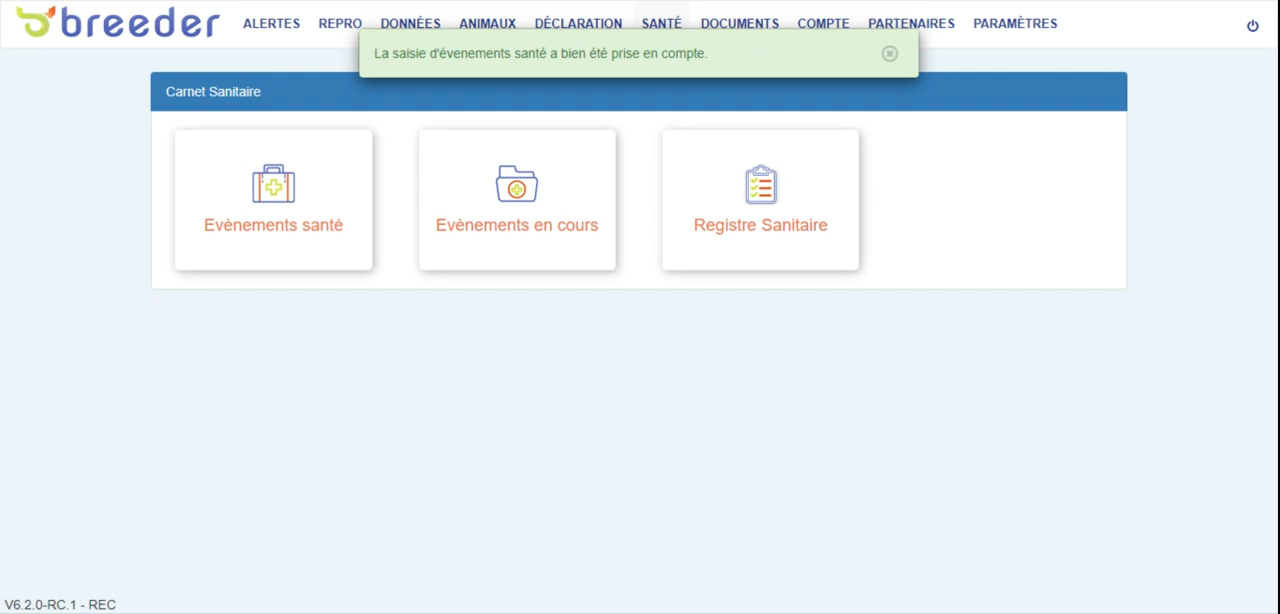 breeder ALERTES REPRO DONNÉES ANIMAUX DÉCLARATION SANTÉ DOCUMENTS COMPTE PARTENAIRES PARAMÈTRES
La saisie d'évenements santé a bien été prise en compte.
Carnet Sanitaire
Evènements santé Evènements en cours Registre Sanitaire
V6.2.0-RC.1 - REC